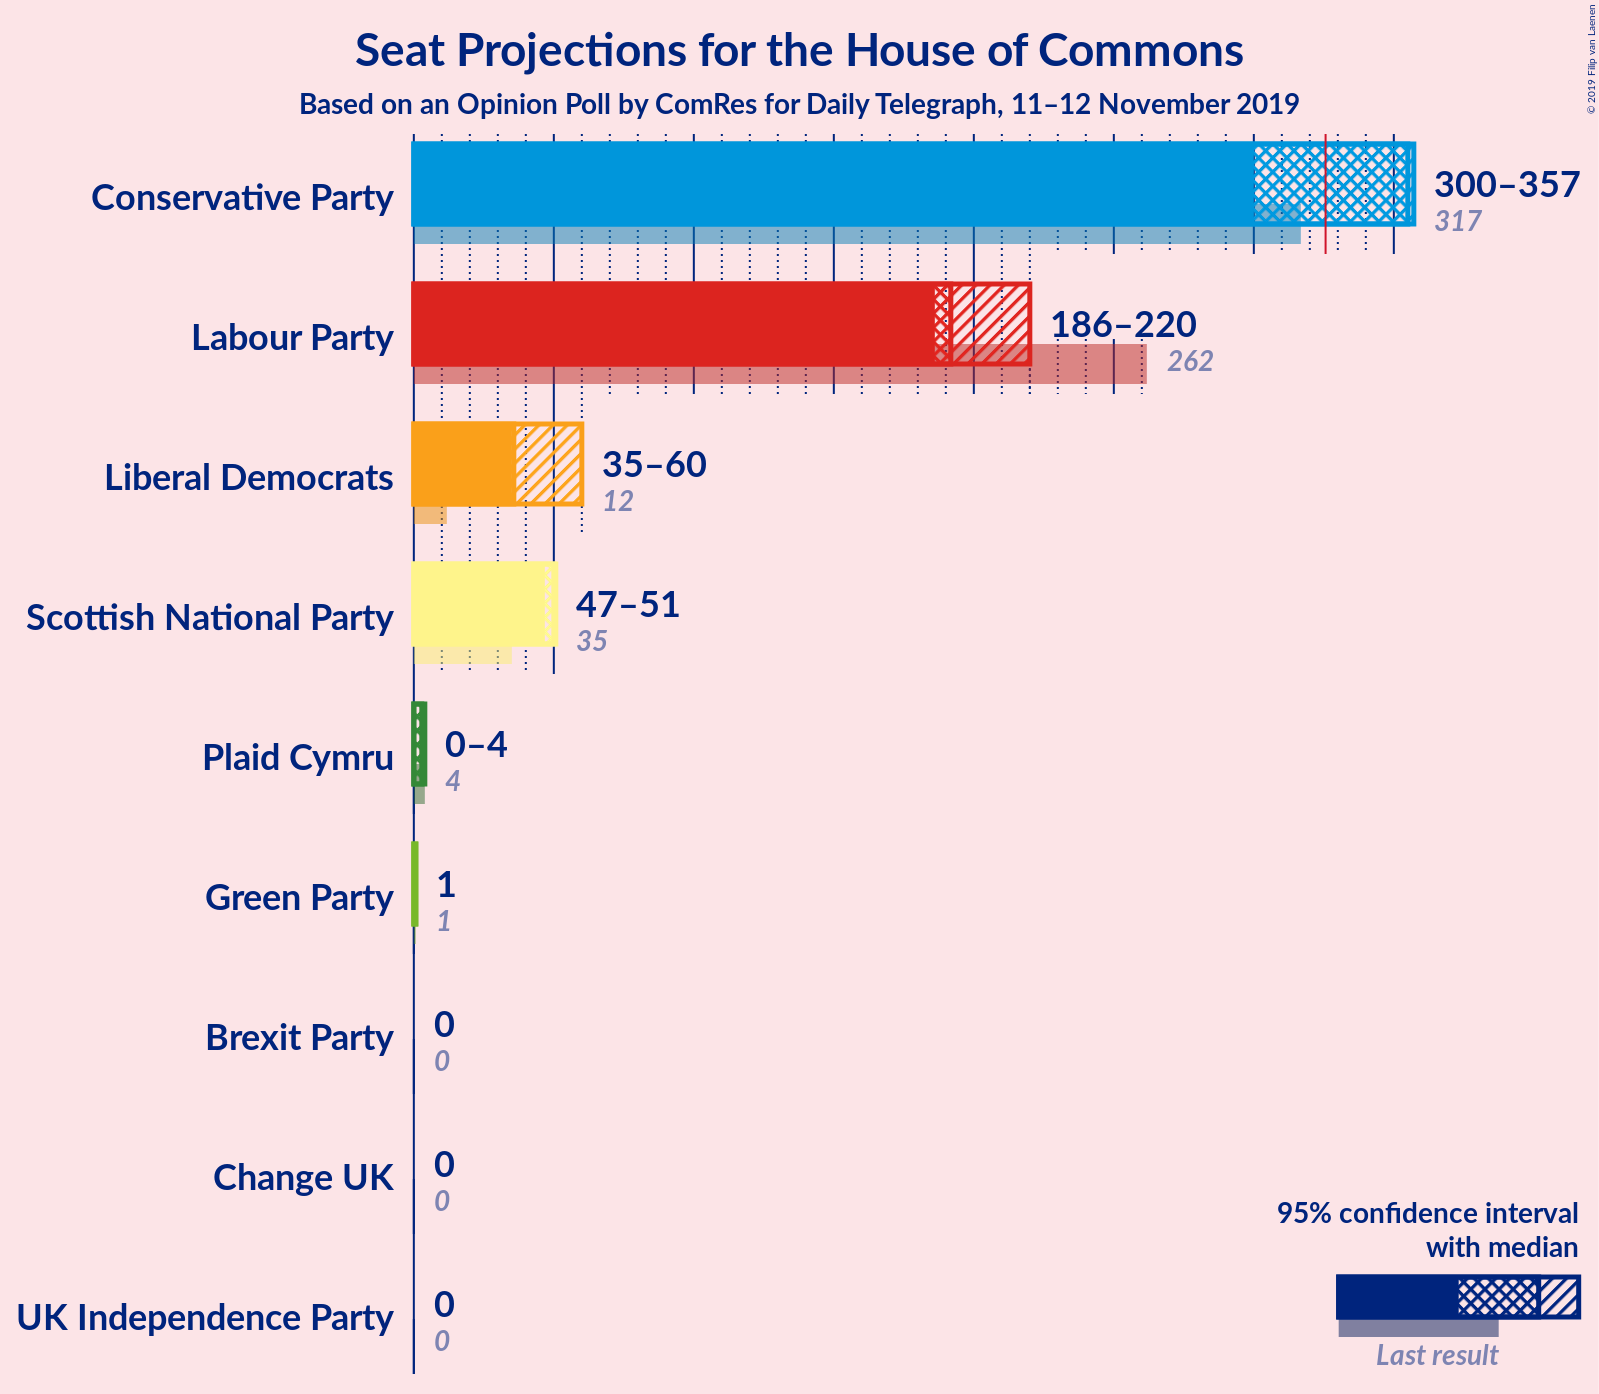 Seat Projections for the House of Commons
Based on an Opinion Poll by ComRes for Daily Telegraph, 11–12 November 2019
© 2019 Filip van Laenen
Conservative Party
300–357
317
Labour Party
186–220
262
Liberal Democrats
35–60
12
Scottish National Party
47–51
35
Plaid Cymru
0–4
4
Green Party
1
1
Brexit Party
0
0
Change UK
0
0
UK Independence Party
0
0
95% confidence interval
with median
Last result